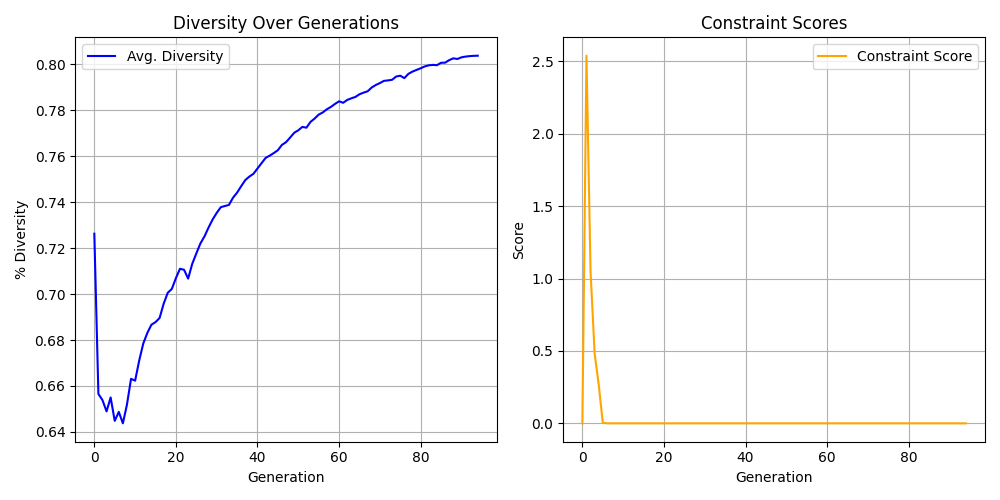 Diversity Over Generations
Avg. Diversity
% Diversity
0.80
0.78
0.76
0.74
0.72
0.70
0.68
0.66
0.64
0 20 40 60 80
Generation
Constraint Scores
Constraint Score
Score
2.5
2.0
1.5
1.0
0.5
0.0
0 20 40 60 80
Generation